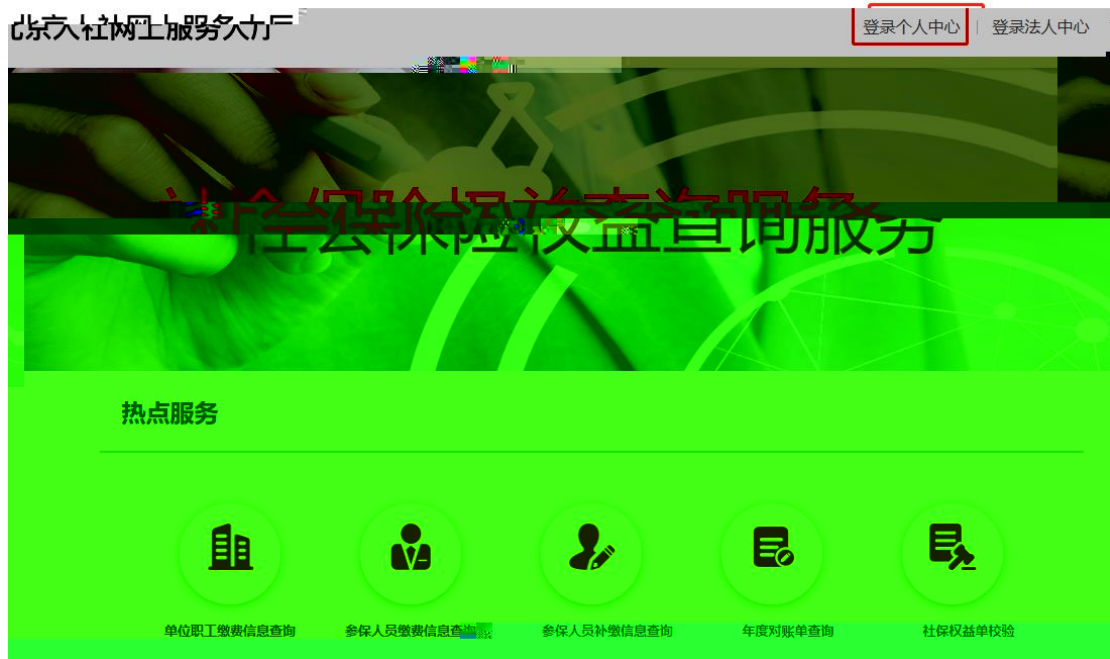 北京人社网上服务大厅
登录个人中心 | 登录法人中心
社会保险网权益查询服务
热点服务
单位职工缴费信息查询
参保人员缴费信息查询
参保人员补缴信息查询
年度对账单查询
社保权益单校验